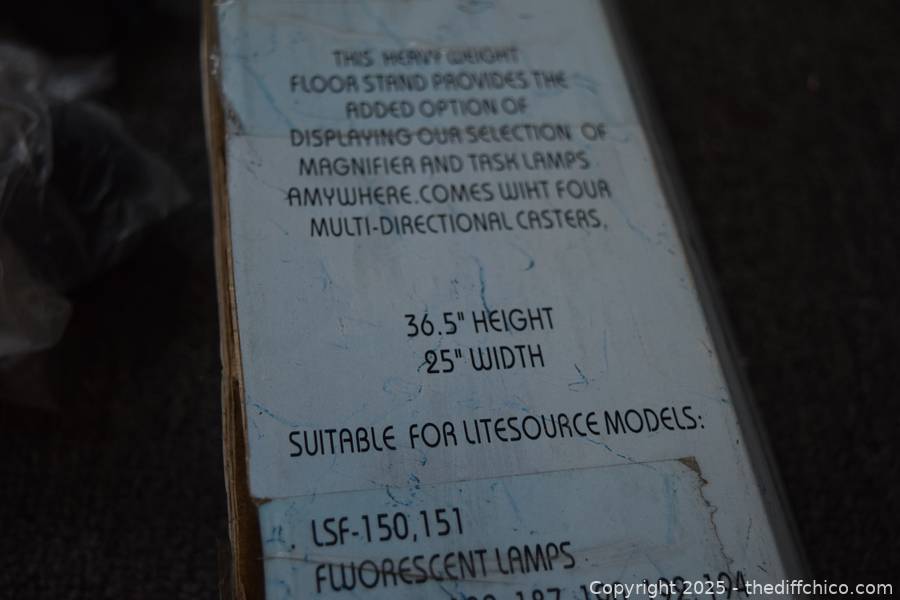 THIS HEAVY WEIGHT
FLOOR STAND PROVIDES THE
ADDED OPTION OF
DISPLAYING OUR SELECTION OF
MAGNIFIER AND TASK LAMPS
AMYWHERE.COMES WIHT FOUR
MULTI-DIRECTIONAL CASTERS.
36.5" HEIGHT
25" WIDTH
SUITABLE FOR LITESOURCE MODELS:
LSF-150,151
FLWORESCENT LAMPS
Copyright 2025 - thediffchico.com